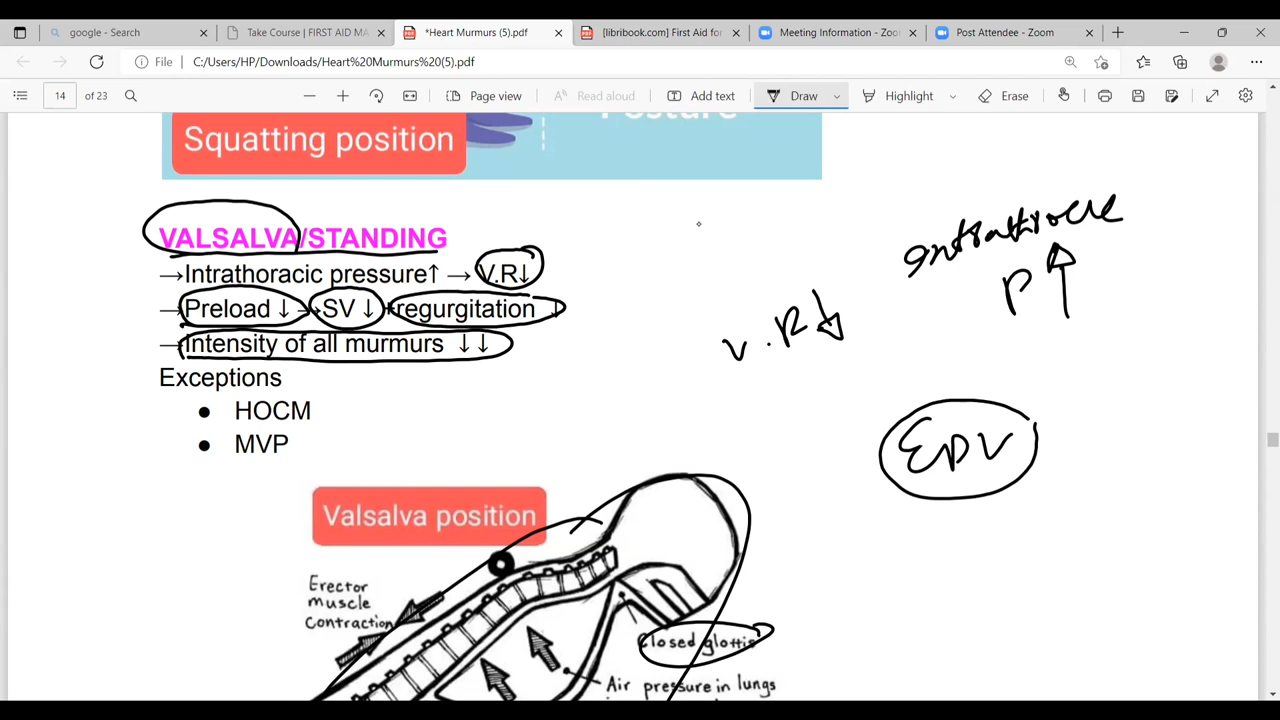 google - Search
Take Course | FIRST AID MA
*Heart Murmurs (5).pdf
[libribook.com] First Aid for
Meeting Information - Zoom
Post Attendee - Zoom
File
C:/Users/HP/Downloads/Heart%20Murmurs%20(5).pdf
14 of 23
Page view
Read aloud
Add text
Draw
Highlight
Erase
Posture
Squatting position
VALSALVA/STANDING
→Intrathoracic pressure↑ → V.R↓
→Preload ↓→SV ↓+regurgitation ↓
→Intensity of all murmurs ↓↓
Exceptions
● HOCM
● MVP
P ↑
V.R↓
EDV
Valsalva position
Erector
muscle
contraction
Closed glottis
Air pressure in lungs